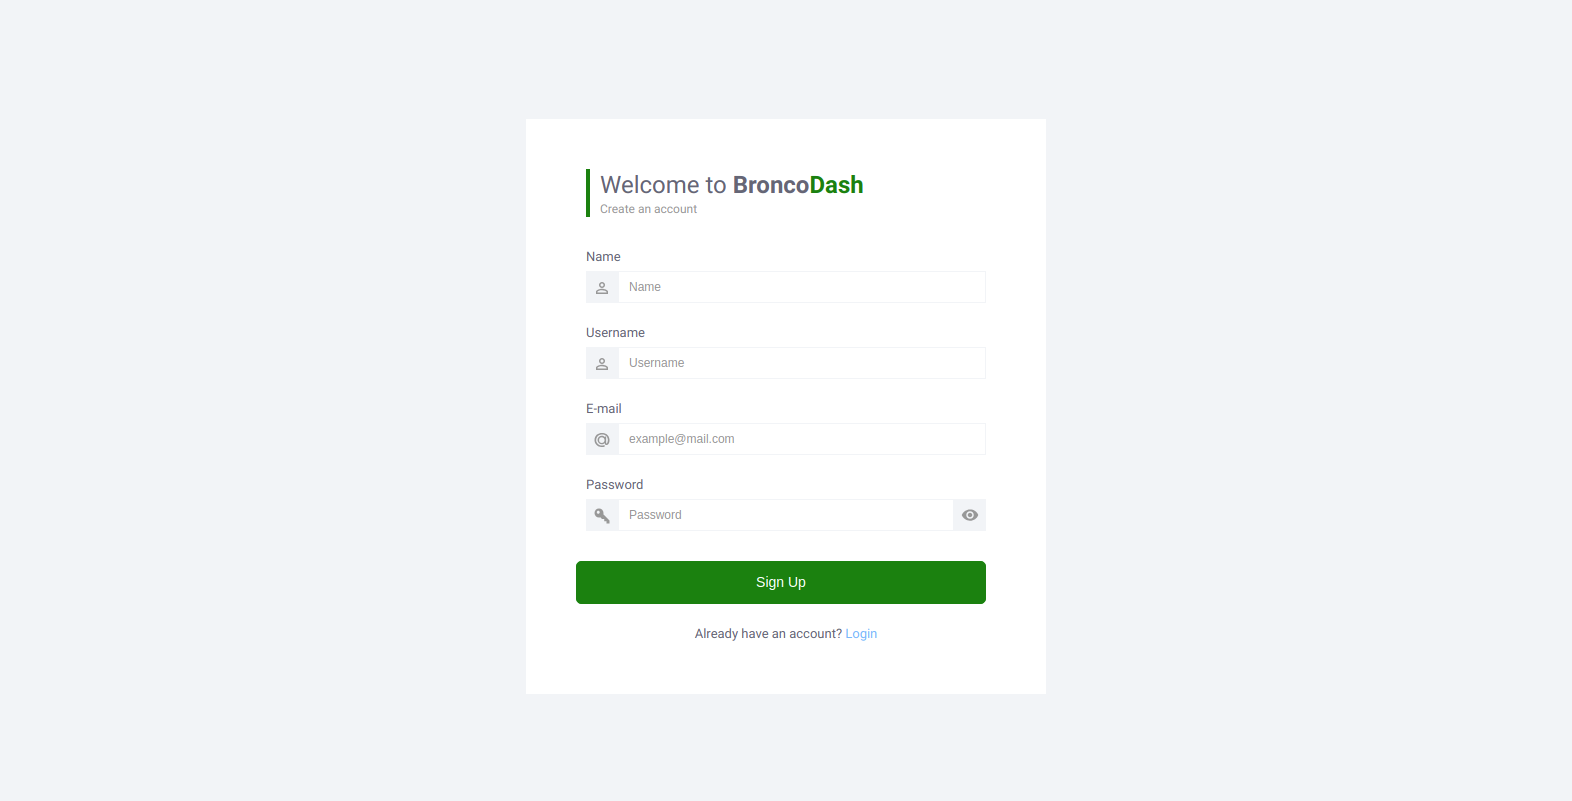 Welcome to BroncoDash
Create an account
Name
Name
Username
Username
E-mail
example@mail.com
Password
Password
Sign Up
Already have an account? Login